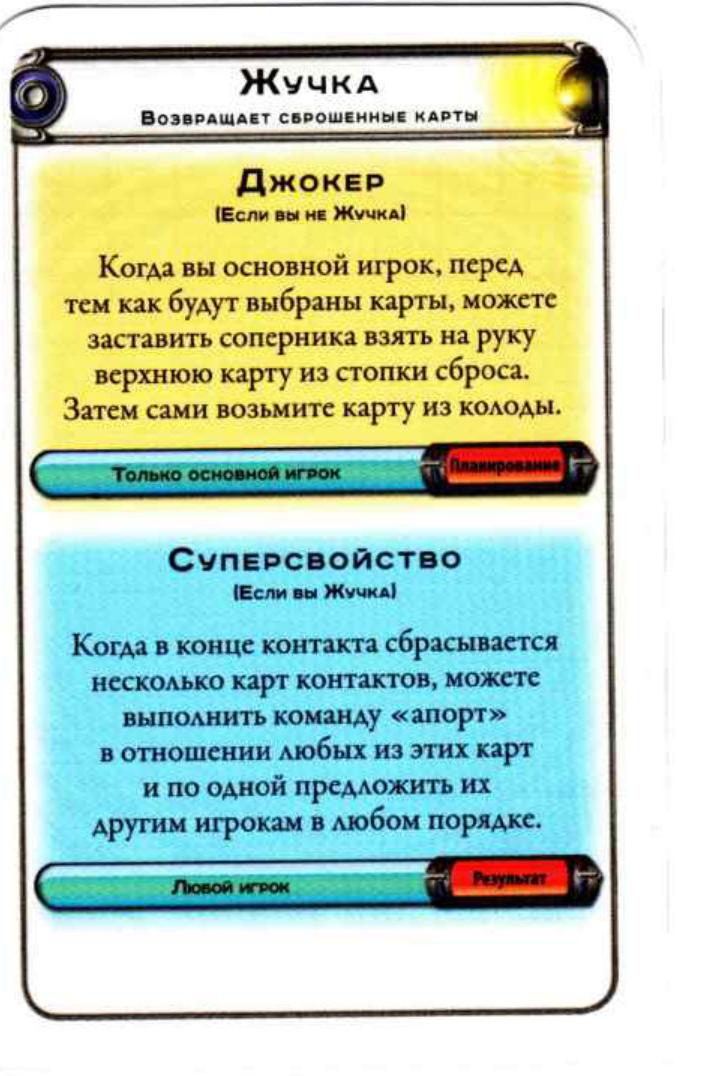 Жучка
Возвращает сброшенные карты
Джокер
(Если вы не Жучка)
Когда вы основной игрок, перед
тем как будут выбраны карты, можете
заставить соперника взять на руку
верхнюю карту из стопки сброса.
Затем сами возьмите карту из колоды.
Только основной игрок
Планирование
Суперсвойство
(Если вы Жучка)
Когда в конце контакта сбрасывается
несколько карт контактов, можете
выполнить команду «апорт»
в отношении любых из этих карт
и по одной предложить их
другим игрокам в любом порядке.
Любой игрок
Результат